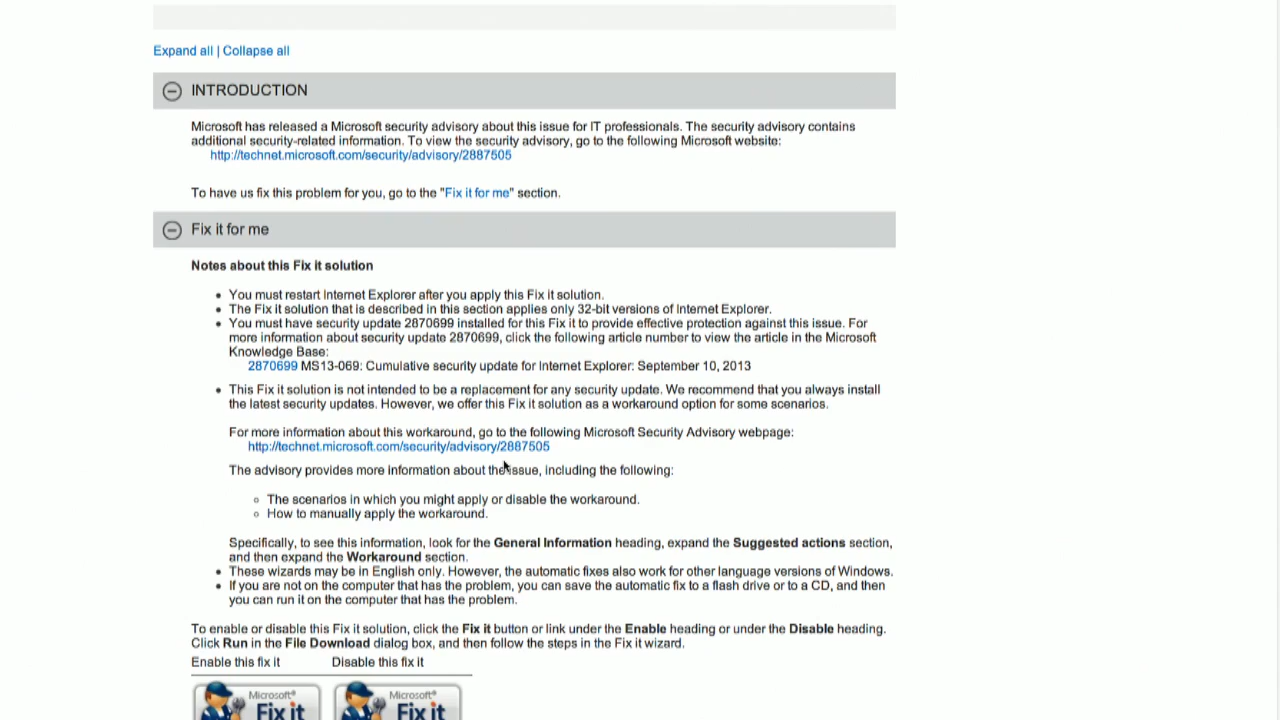 Expand all | Collapse all
INTRODUCTION
Microsoft has released a Microsoft security advisory about this issue for IT professionals. The security advisory contains
additional security-related information. To view the security advisory, go to the following Microsoft website:
http://technet.microsoft.com/security/advisory/2887505
To have us fix this problem for you, go to the "Fix it for me" section.
Fix it for me
Notes about this Fix it solution
• You must restart Internet Explorer after you apply this Fix it solution.
• The Fix it solution that is described in this section applies only 32-bit versions of Internet Explorer.
• You must have security update 2870699 installed for this Fix it to provide effective protection against this issue. For
more information about security update 2870699, click the following article number to view the article in the Microsoft
Knowledge Base:
2870699 MS13-069: Cumulative security update for Internet Explorer: September 10, 2013
• This Fix it solution is not intended to be a replacement for any security update. We recommend that you always install
the latest security updates. However, we offer this Fix it solution as a workaround option for some scenarios.
For more information about this workaround, go to the following Microsoft Security Advisory webpage:
http://technet.microsoft.com/security/advisory/2887505
The advisory provides more information about the issue, including the following:
○ The scenarios in which you might apply or disable the workaround.
○ How to manually apply the workaround.
Specifically, to see this information, look for the General Information heading, expand the Suggested actions section,
and then expand the Workaround section.
• These wizards may be in English only. However, the automatic fixes also work for other language versions of Windows.
• If you are not on the computer that has the problem, you can save the automatic fix to a flash drive or to a CD, and then
you can run it on the computer that has the problem.
To enable or disable this Fix it solution, click the Fix it button or link under the Enable heading or under the Disable heading.
Click Run in the File Download dialog box, and then follow the steps in the Fix it wizard.
Enable this fix it Disable this fix it
Microsoft® Microsoft®
Fix it Fix it